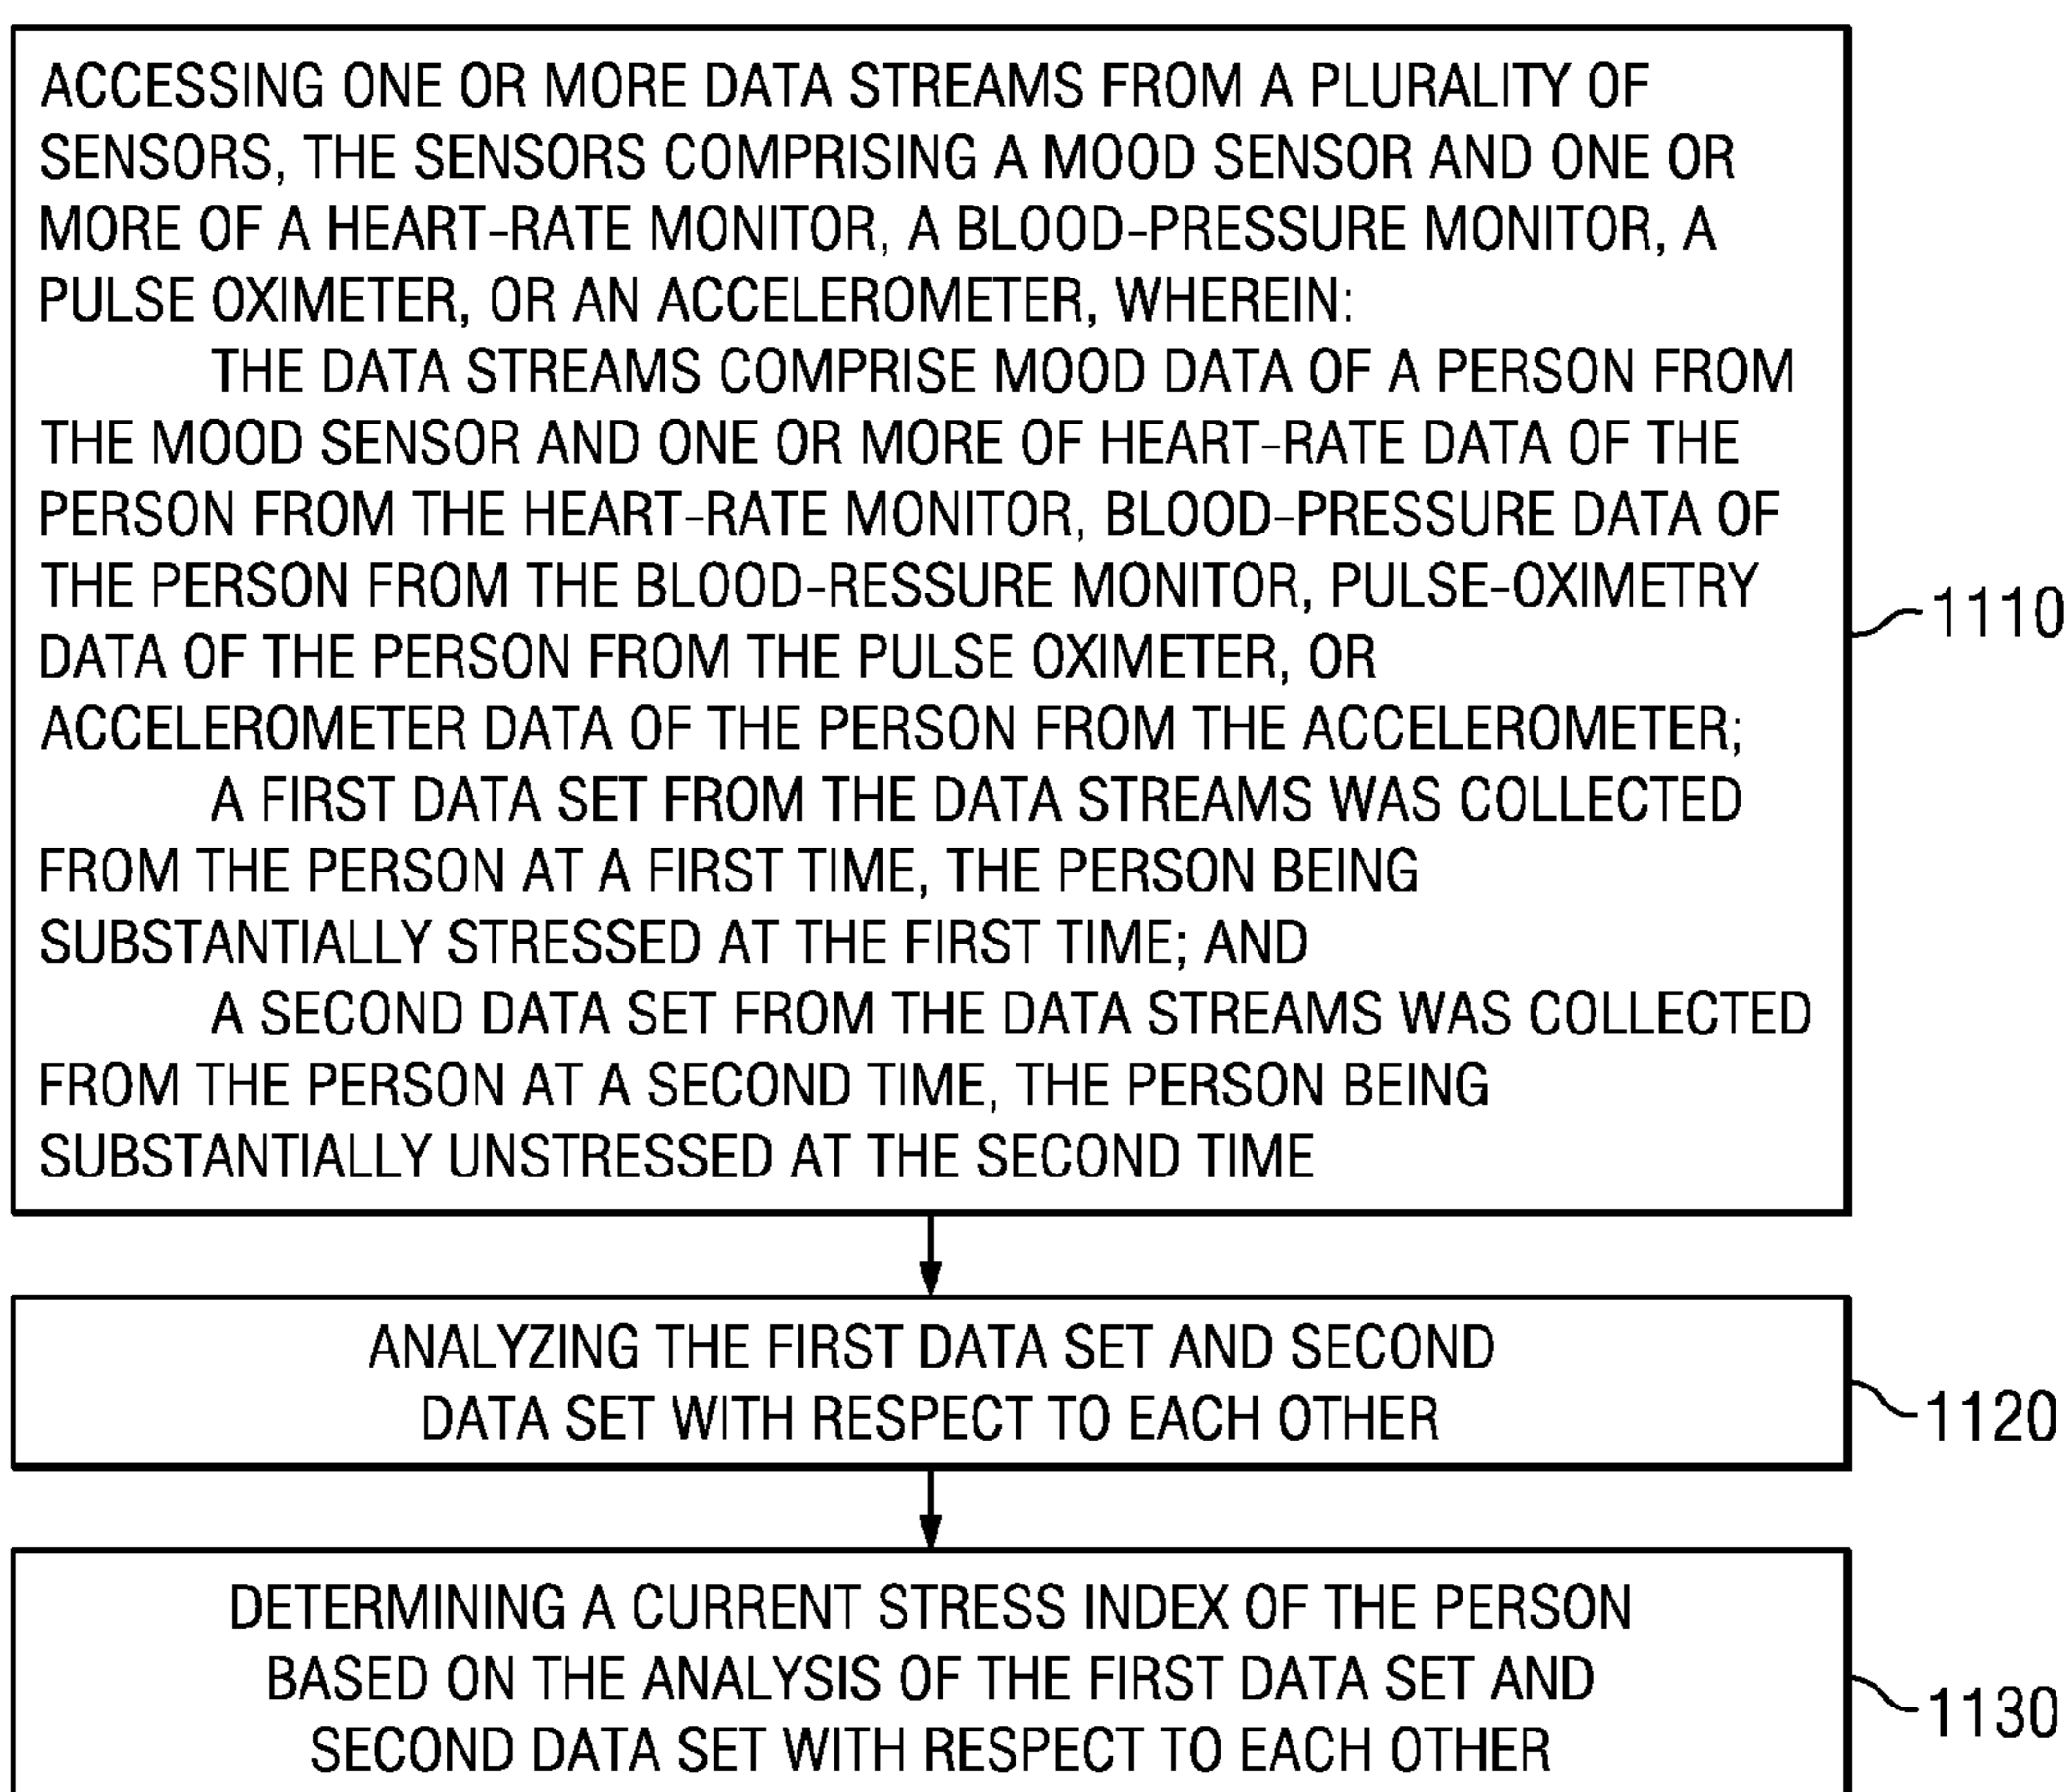 ACCESSING ONE OR MORE DATA STREAMS FROM A PLURALITY OF
SENSORS, THE SENSORS COMPRISING A MOOD SENSOR AND ONE OR
MORE OF A HEART-RATE MONITOR, A BLOOD-PRESSURE MONITOR, A
PULSE OXIMETER, OR AN ACCELEROMETER, WHEREIN:
THE DATA STREAMS COMPRISE MOOD DATA OF A PERSON FROM
THE MOOD SENSOR AND ONE OR MORE OF HEART-RATE DATA OF THE
PERSON FROM THE HEART-RATE MONITOR, BLOOD-PRESSURE DATA OF
THE PERSON FROM THE BLOOD-RESSURE MONITOR, PULSE-OXIMETRY
DATA OF THE PERSON FROM THE PULSE OXIMETER, OR
ACCELEROMETER DATA OF THE PERSON FROM THE ACCELEROMETER;
A FIRST DATA SET FROM THE DATA STREAMS WAS COLLECTED
FROM THE PERSON AT A FIRST TIME, THE PERSON BEING
SUBSTANTIALLY STRESSED AT THE FIRST TIME; AND
A SECOND DATA SET FROM THE DATA STREAMS WAS COLLECTED
FROM THE PERSON AT A SECOND TIME, THE PERSON BEING
SUBSTANTIALLY UNSTRESSED AT THE SECOND TIME
1110
ANALYZING THE FIRST DATA SET AND SECOND
DATA SET WITH RESPECT TO EACH OTHER
1120
DETERMINING A CURRENT STRESS INDEX OF THE PERSON
BASED ON THE ANALYSIS OF THE FIRST DATA SET AND
SECOND DATA SET WITH RESPECT TO EACH OTHER
1130